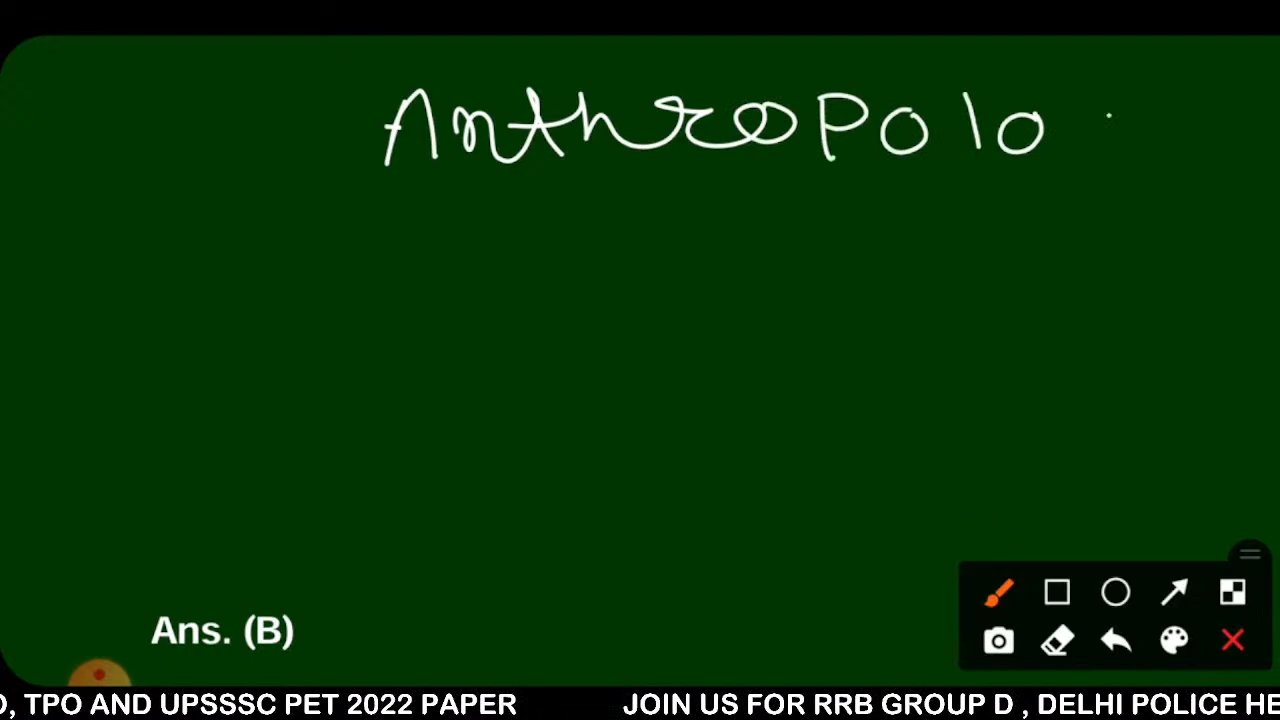 AnthroPolo
Ans. (B)
D, TPO AND UPSSSC PET 2022 PAPER JOIN US FOR RRB GROUP D , DELHI POLICE HE